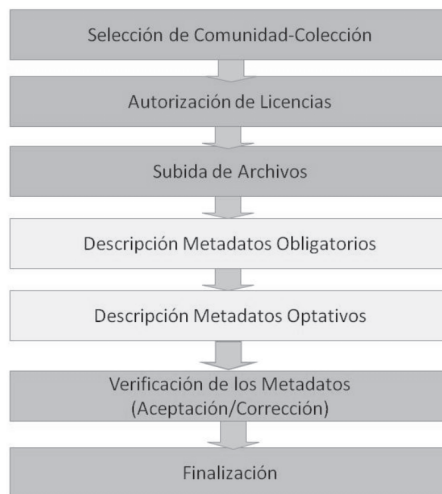 Selección de Comunidad-Colección
Autorización de Licencias
Subida de Archivos
Descripción Metadatos Obligatorios
Descripción Metadatos Optativos
Verificación de los Metadatos
(Aceptación/Corrección)
Finalización